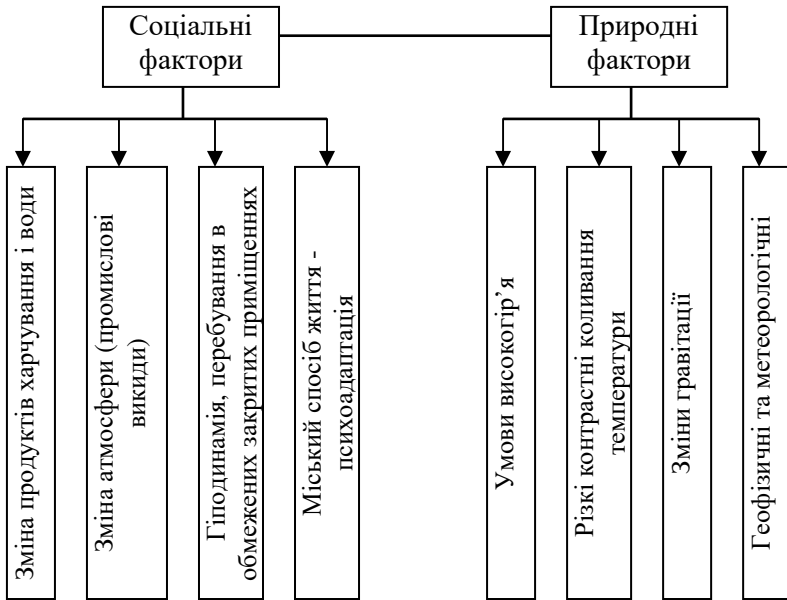 Соціальні
фактори
Природні
фактори
Зміна продуктів харчування і води
Зміна атмосфери (промислові
викиди)
Гіподинамія, перебування в
обмежених закритих приміщеннях
Міський спосіб життя -
психоадаптація
Умови високогір’я
Різкі контрастні коливання
температури
Зміни гравітації
Геофізичні та метеорологічні